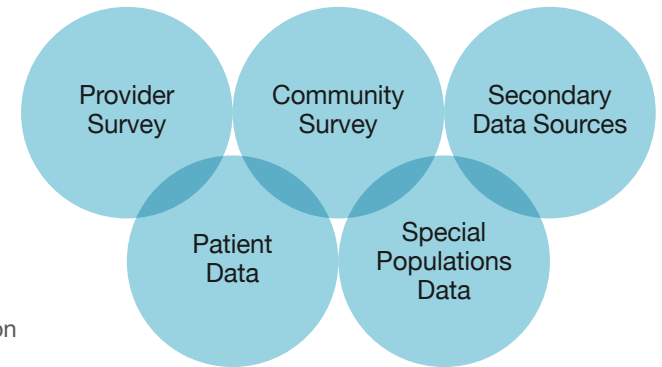 Provider
Survey
Community
Survey
Secondary
Data Sources
Patient
Data
Special
Populations
Data
on